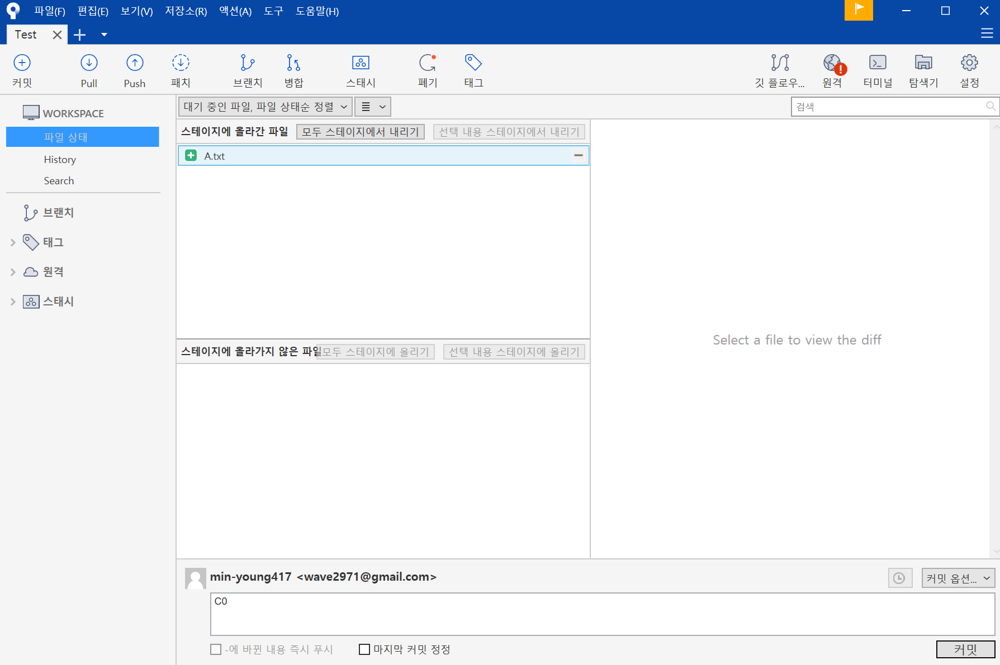 파일(F) 편집(E) 보기(V) 저장소(R) 액션(A) 도구 도움말(H)
Test
커밋 Pull Push 패치 브랜치 병합 스태시 폐기 태그 깃 플로우... 원격 터미널 탐색기 설정
WORKSPACE
파일 상태
History
Search
브랜치
태그
원격
스태시
대기 중인 파일, 파일 상태순 정렬
검색
스테이지에 올라간 파일 모두 스테이지에서 내리기 선택 내용 스테이지에서 내리기
A.txt
스테이지에 올라가지 않은 파일 모두 스테이지에 올리기 선택 내용 스테이지에 올리기
Select a file to view the diff
min-young417 <wave2971@gmail.com>
커밋 옵션...
C0
-에 바뀐 내용 즉시 푸시 마지막 커밋 정정
커밋